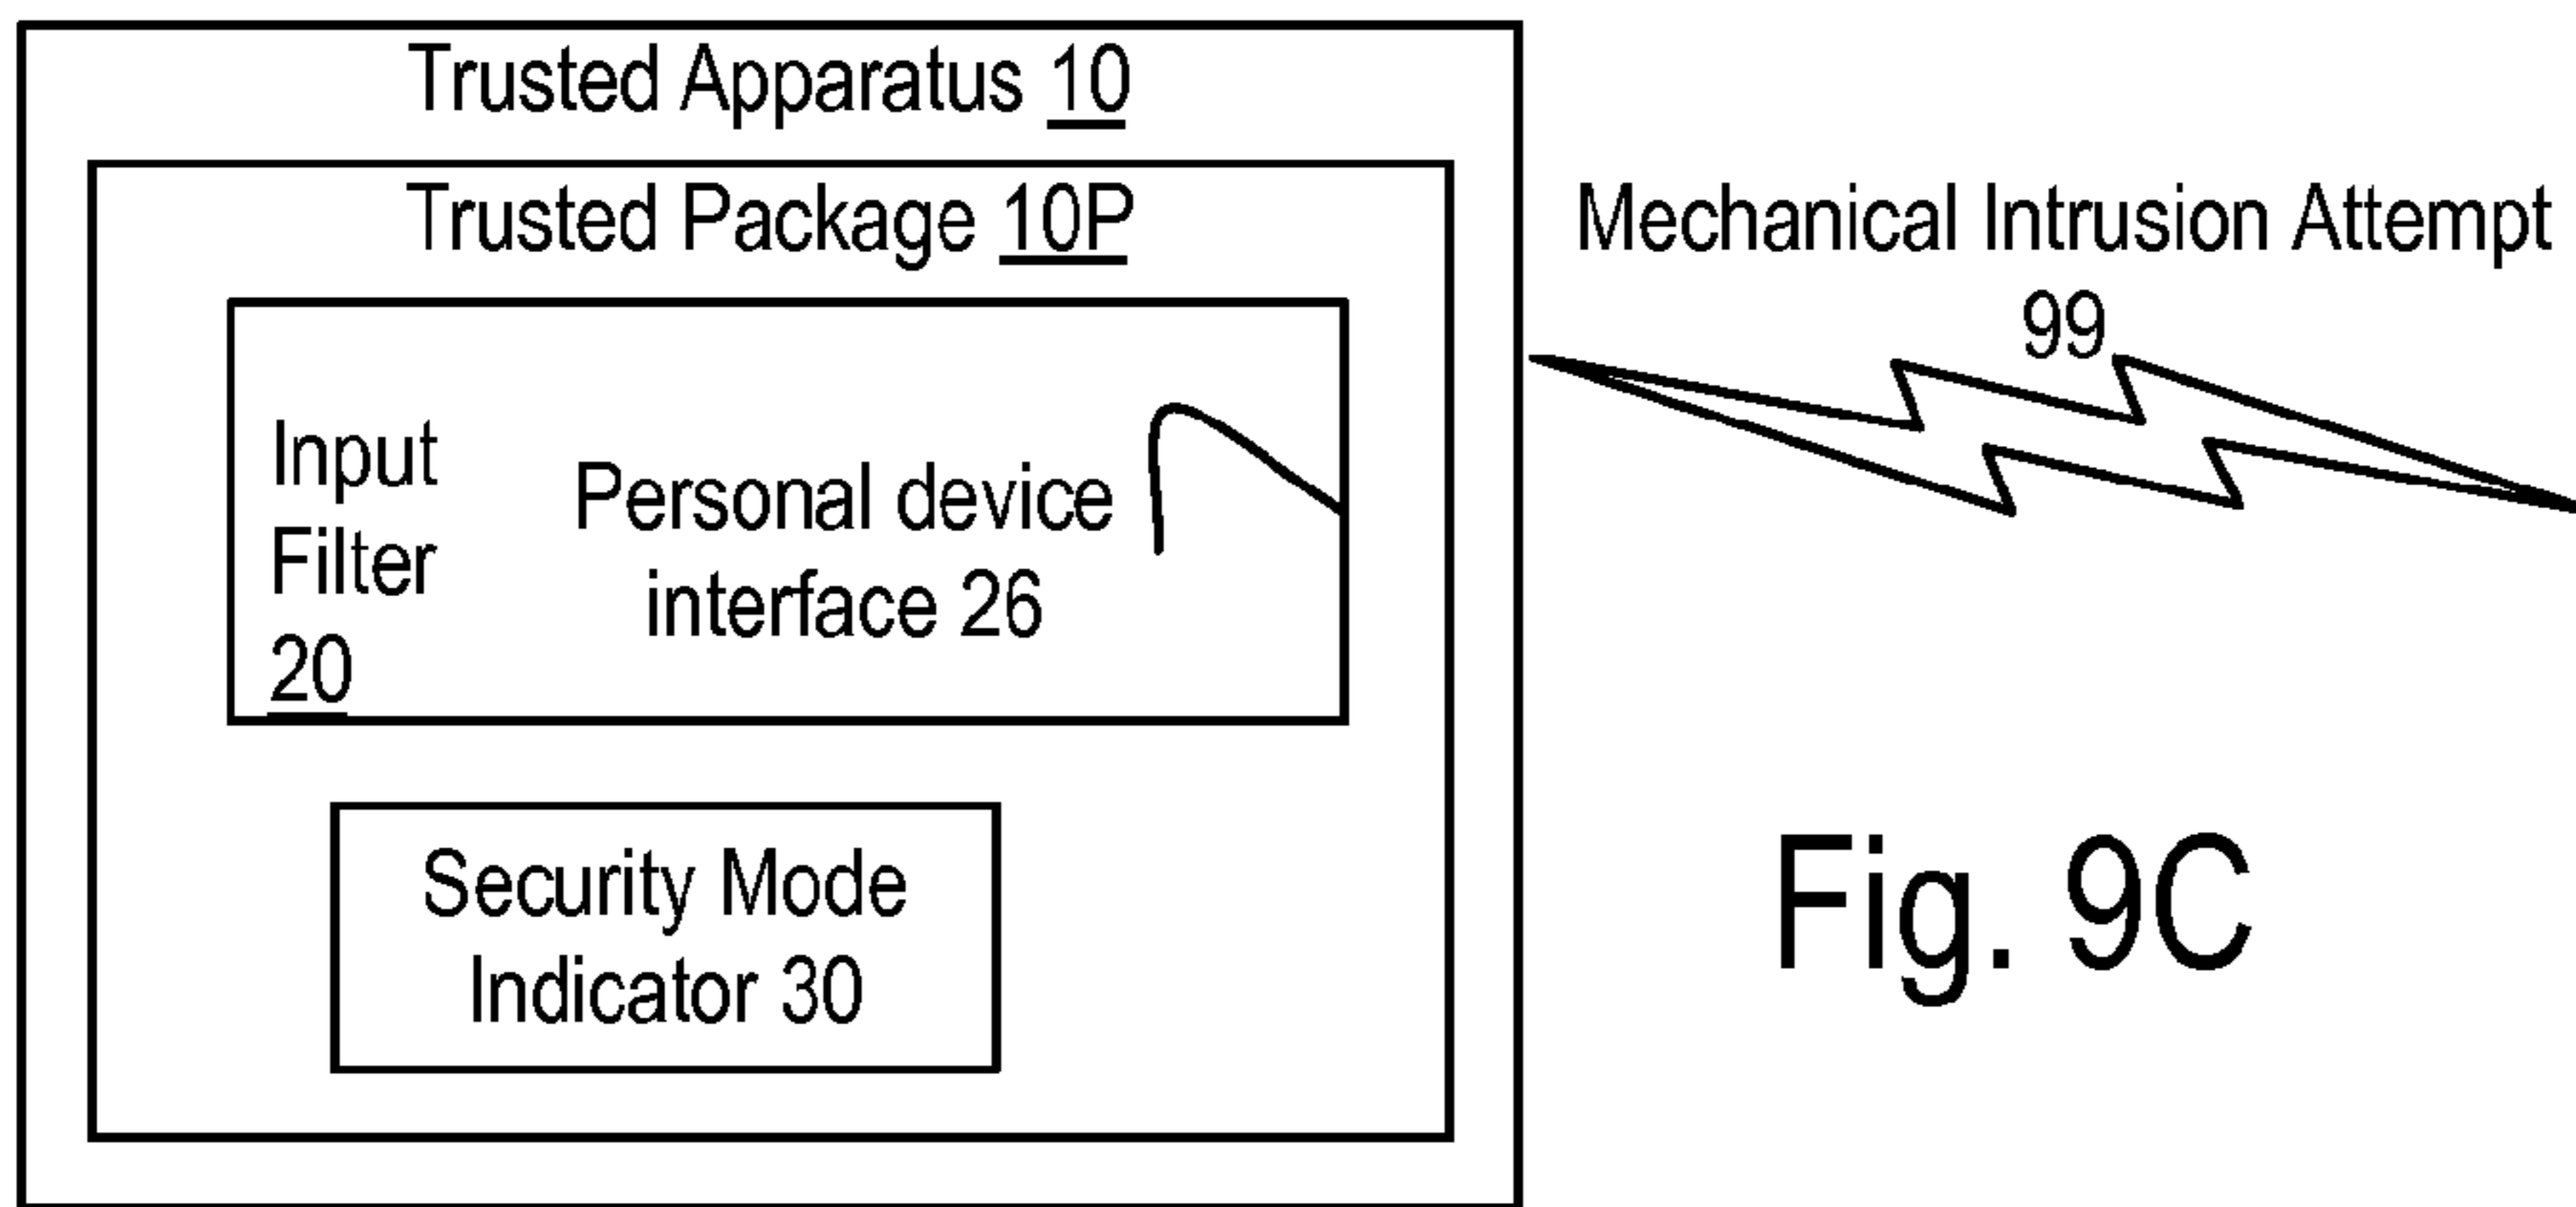 Trusted Apparatus 10
Trusted Package 10P
Input
Filter
20
Personal device
interface 26
Security Mode
Indicator 30
Mechanical Intrusion Attempt
99
Fig. 9C